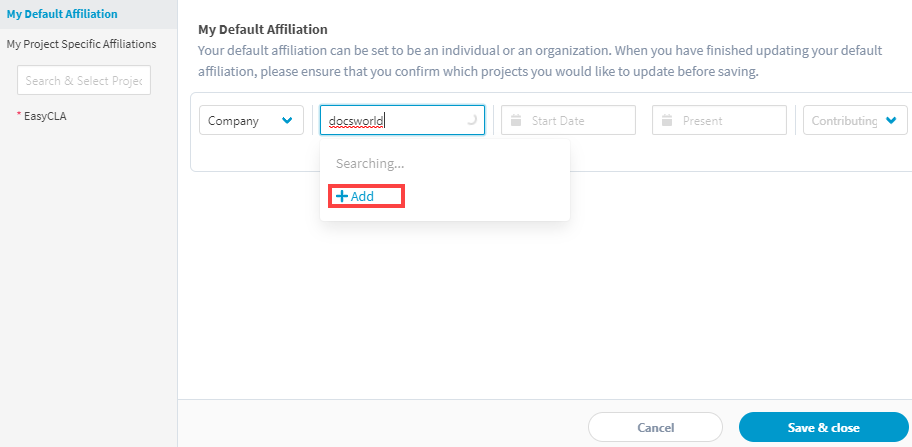 My Default Affiliation
My Project Specific Affiliations
Search & Select Projec
* EasyCLA
My Default Affiliation
Your default affiliation can be set to be an individual or an organization. When you have finished updating your default
affiliation, please ensure that you confirm which projects you would like to update before saving.
Company docsworld Start Date Present Contributing
Searching...
+ Add
Cancel Save & close